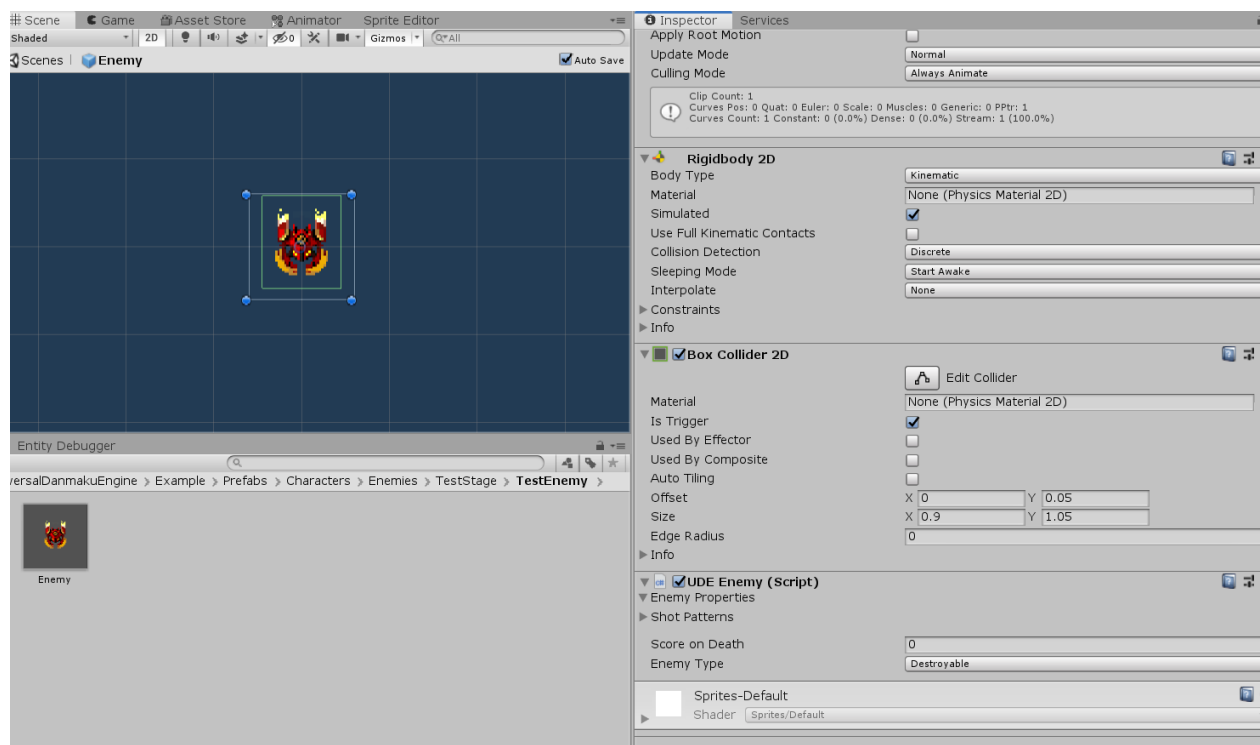 Scene Game Asset Store Animator Sprite Editor
Shaded 2D 0 Gizmos All
Scenes Enemy Auto Save
Entity Debugger
versalDanmakuEngine > Example > Prefabs > Characters > Enemies > TestStage > TestEnemy >
Enemy
Inspector Services
Apply Root Motion
Update Mode Normal
Culling Mode Always Animate
Clip Count: 1
Curves Pos: 0 Quat: 0 Euler: 0 Scale: 0 Muscles: 0 Generic: 0 PPtr: 1
Curves Count: 1 Constant: 0 (0.0%) Dense: 0 (0.0%) Stream: 1 (100.0%)
Rigidbody 2D
Body Type Kinematic
Material None (Physics Material 2D)
Simulated
Use Full Kinematic Contacts
Collision Detection Discrete
Sleeping Mode Start Awake
Interpolate None
Constraints
Info
Box Collider 2D
Edit Collider
Material None (Physics Material 2D)
Is Trigger
Used By Effector
Used By Composite
Auto Tiling
Offset X 0 Y 0.05
Size X 0.9 Y 1.05
Edge Radius 0
Info
UDE Enemy (Script)
Enemy Properties
Shot Patterns
Score on Death 0
Enemy Type Destroyable
Sprites-Default
Shader Sprites/Default